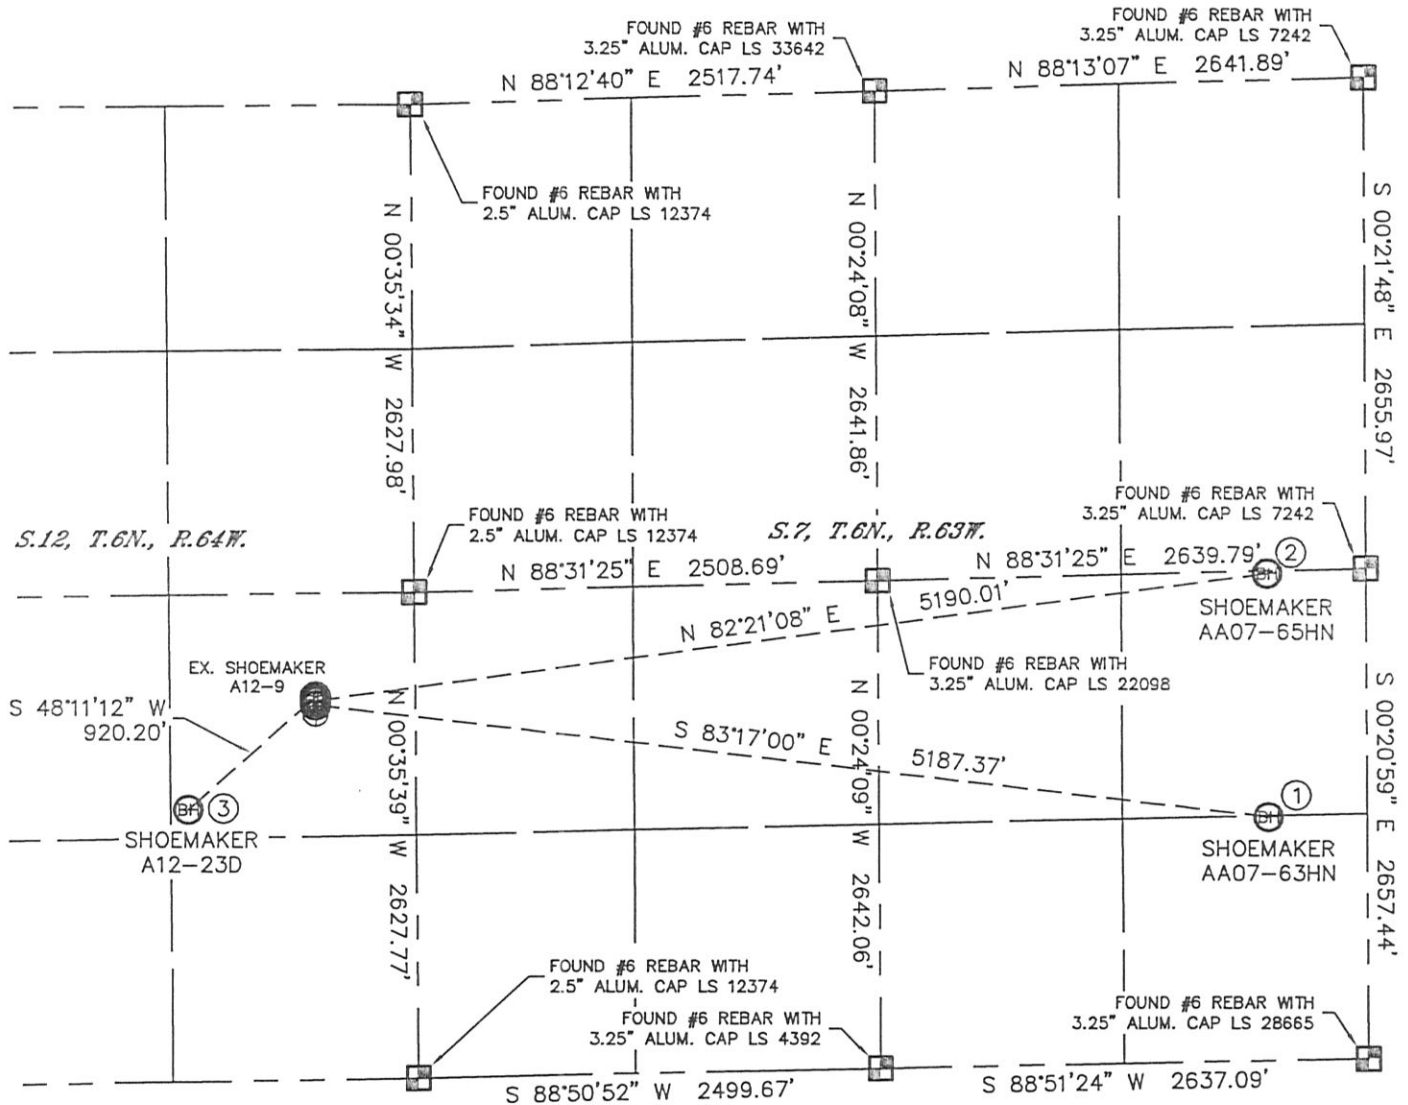 FOUND #6 REBAR WITH
3.25" ALUM. CAP LS 33642
FOUND #6 REBAR WITH
3.25" ALUM. CAP LS 7242
N 88°12'40" E 2517.74'
N 88°13'07" E 2641.89'
FOUND #6 REBAR WITH
2.5" ALUM. CAP LS 12374
N 00°35'34" W 2627.98'
N 00°24'08" W 2641.86'
S 00°21'48" E 2655.97'
S.12, T.6N., R.64W.
FOUND #6 REBAR WITH
2.5" ALUM. CAP LS 12374
S.7, T.6N., R.63W.
FOUND #6 REBAR WITH
3.25" ALUM. CAP LS 7242
N 88°31'25" E 2508.69'
N 88°31'25" E 2639.79'
BH 2
SHOEMAKER
AA07-65HN
N 82°21'08" E 5190.01'
FOUND #6 REBAR WITH
3.25" ALUM. CAP LS 22098
EX. SHOEMAKER
A12-9
S 48°11'12" W
920.20'
S 83°17'00" E 5187.37'
N 00°35'39" W 2627.77'
N 00°24'09" W 2642.06'
S 00°20'59" E 2657.44'
BH 3
SHOEMAKER
A12-23D
BH 1
SHOEMAKER
AA07-63HN
FOUND #6 REBAR WITH
2.5" ALUM. CAP LS 12374
FOUND #6 REBAR WITH
3.25" ALUM. CAP LS 4392
FOUND #6 REBAR WITH
3.25" ALUM. CAP LS 28665
S 88°50'52" W 2499.67'
S 88°51'24" W 2637.09'